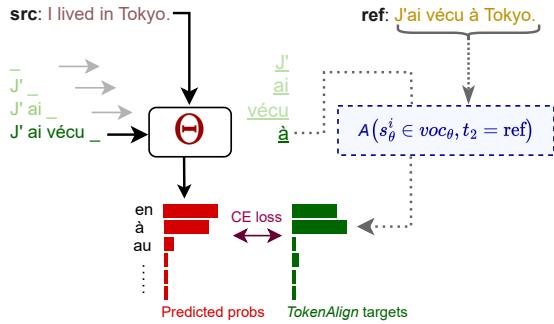 src: I lived in Tokyo.
ref: J'ai vécu à Tokyo.
_
J' _
J' ai _
J' ai vécu _
Θ
J'
ai
vécu
à
A(s_θ^i ∈ voc_θ, t_2 = ref)
en
à
au
CE loss
Predicted probs
TokenAlign targets